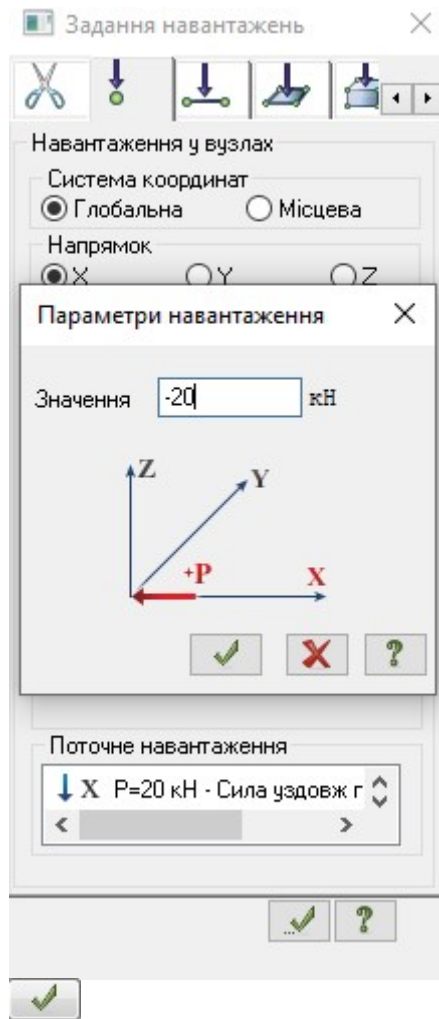 Задання навантажень
Навантаження у вузлах
Система координат
Глобальна Місцева
Напрямок
X Y Z
Параметри навантаження
Значення -20 кН
Z
Y
+P X
?
Поточне навантаження
X P=20 кН - Сила уздовж г
?